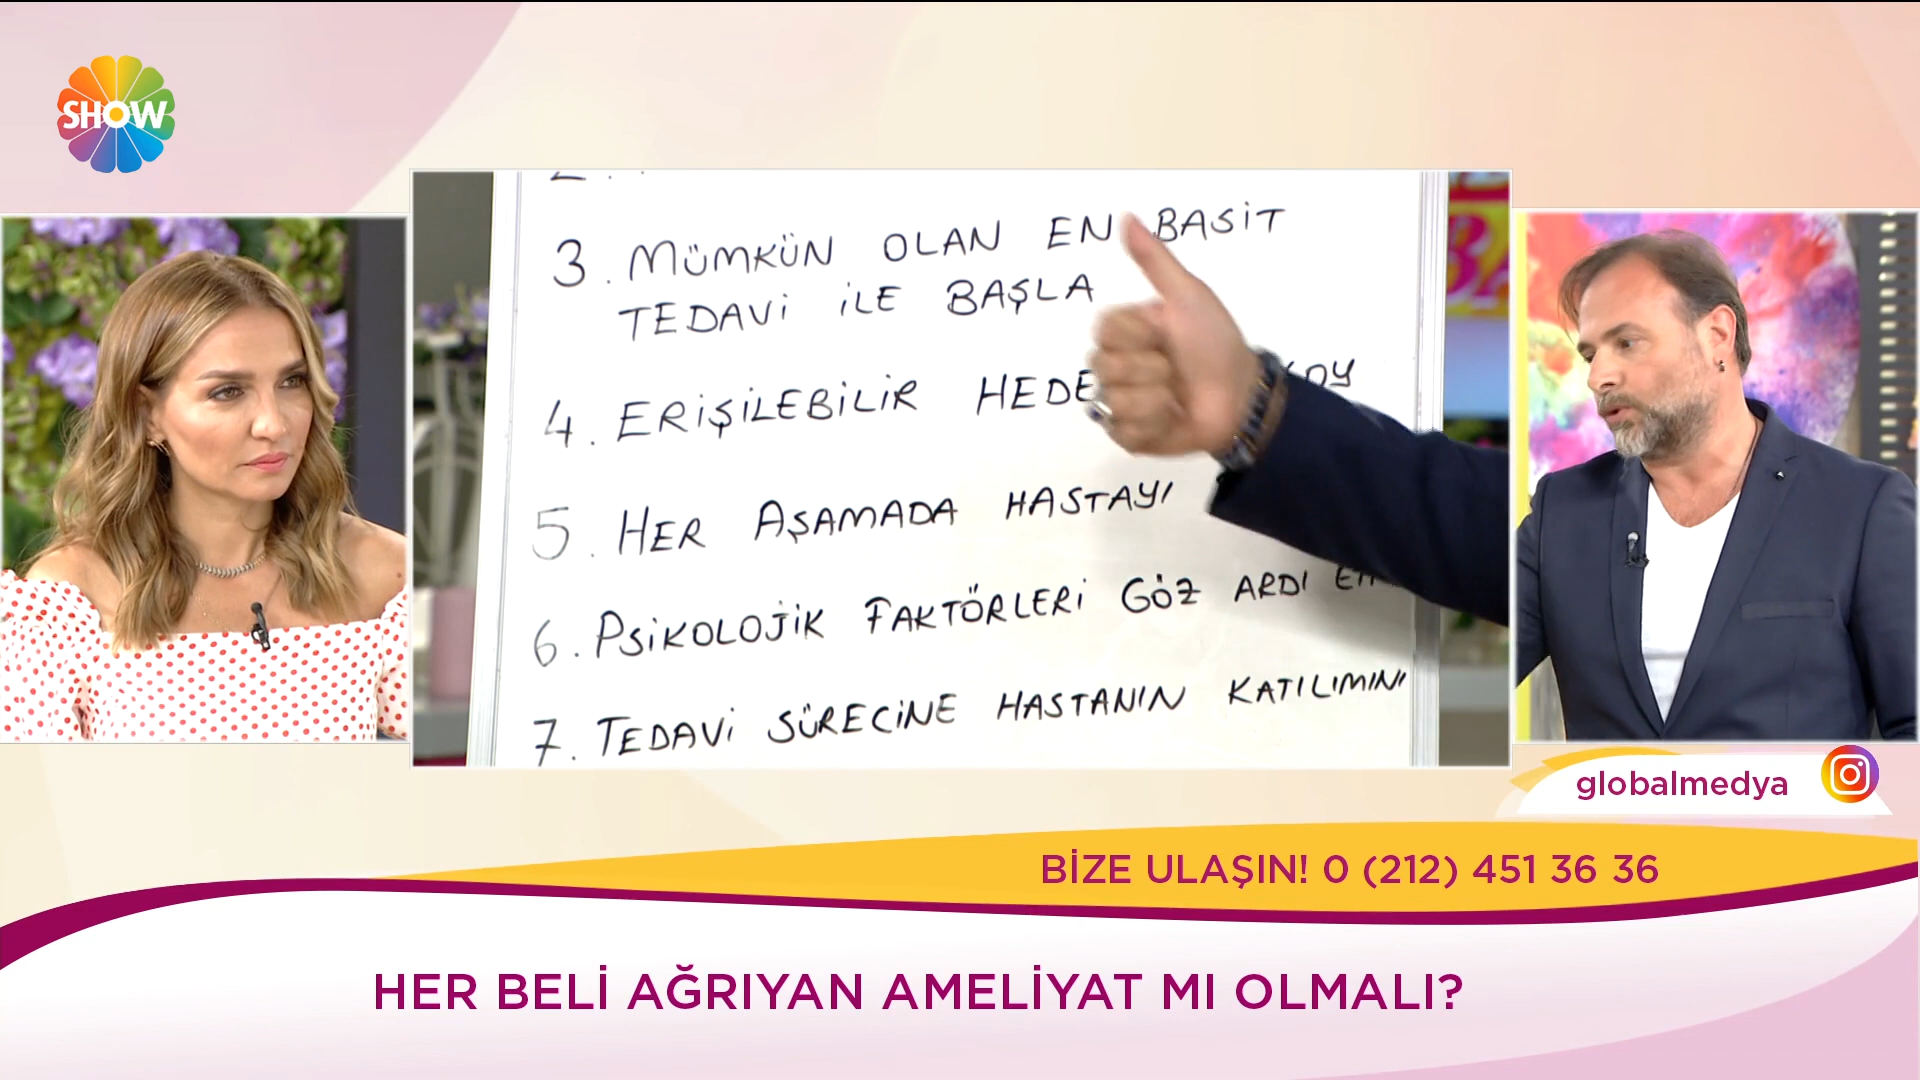 SHOW
3. MÜMKÜN OLAN EN BASİT
TEDAVİ İLE BAŞLA
4. ERİŞİLEBİLİR HEDE KOY
5. HER AŞAMADA HASTAYI
6. PSİKOLOJİK FAKTÖRLERİ GÖZ ARDI
7. TEDAVİ SÜRECİNE HASTANIN KATILIMINI
globalmedya
BİZE ULAŞIN! 0 (212) 451 36 36
HER BELİ AĞRIYAN AMELİYAT MI OLMALI?